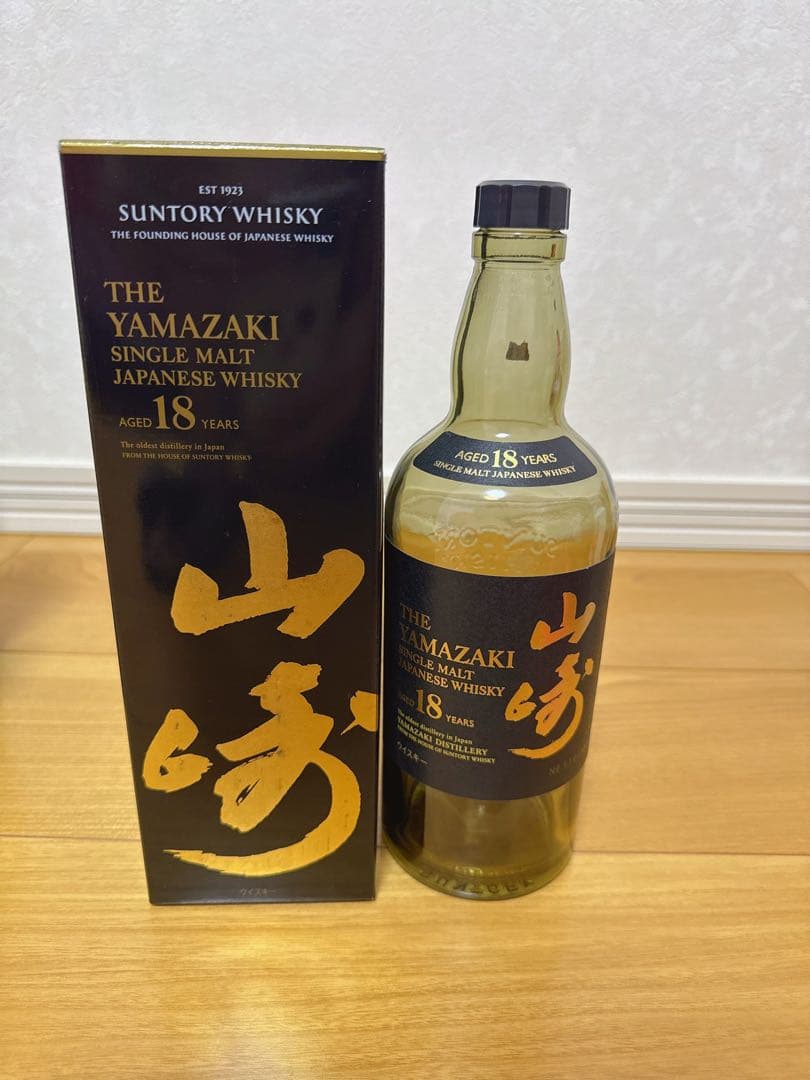 EST 1923
SUNTORY WHISKY
THE FOUNDING HOUSE OF JAPANESE WHISKY
THE
YAMAZAKI
SINGLE MALT
JAPANESE WHISKY
AGED 18 YEARS
The oldest distillery in Japan
FROM THE HOUSE OF SUNTORY WHISKY
山崎
ウイスキー
AGED 18 YEARS
SINGLE MALT JAPANESE WHISKY
THE
YAMAZAKI
SINGLE MALT
JAPANESE WHISKY
AGED 18 YEARS
The oldest distillery in Japan
YAMAZAKI DISTILLERY
FROM THE HOUSE OF SUNTORY WHISKY
ウイスキー
山崎